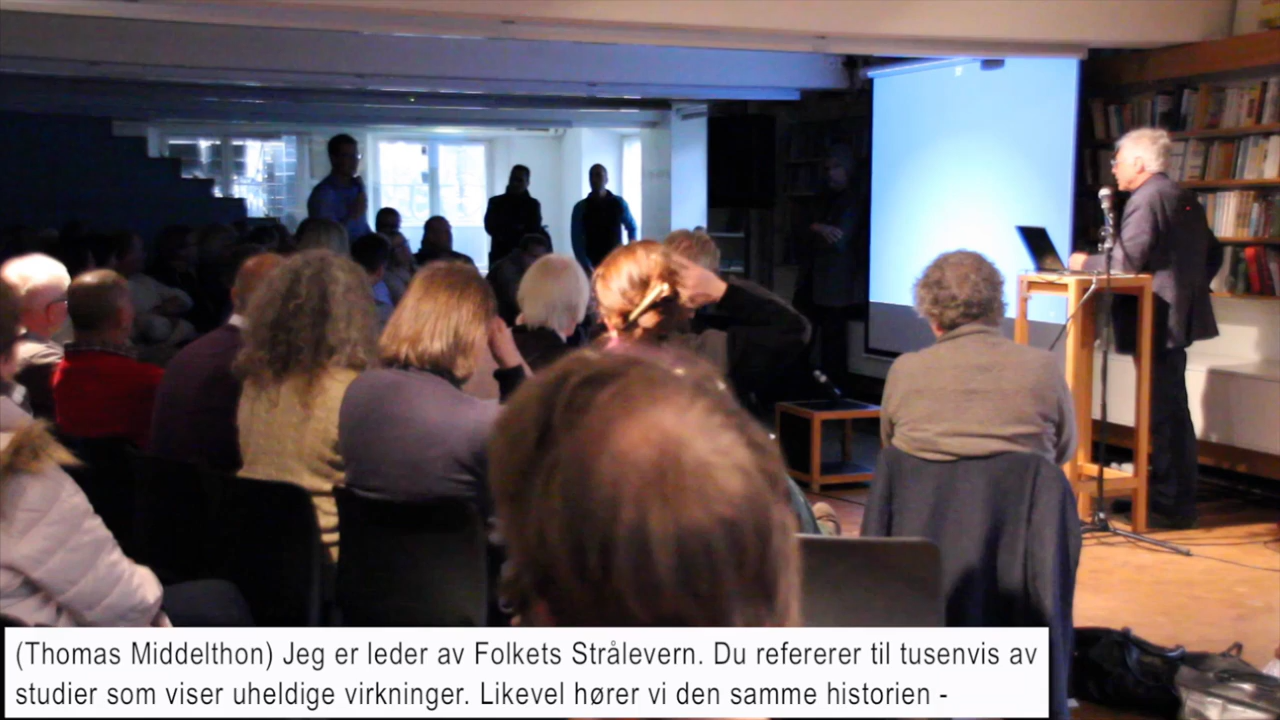 (Thomas Middelthon) Jeg er leder av Folkets Strålevern. Du refererer til tusenvis av
studier som viser uheldige virkninger. Likevel hører vi den samme historien -